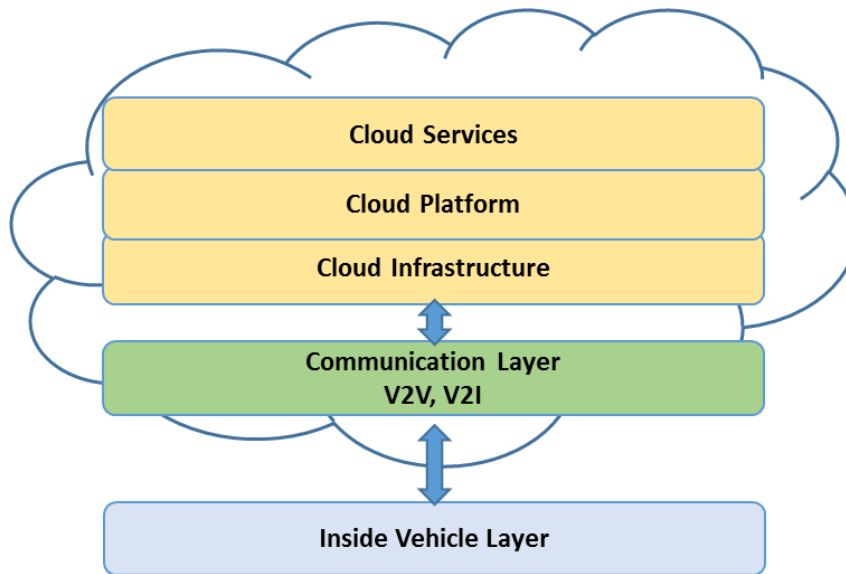 Cloud Services
Cloud Platform
Cloud Infrastructure
Communication Layer
V2V, V2I
Inside Vehicle Layer